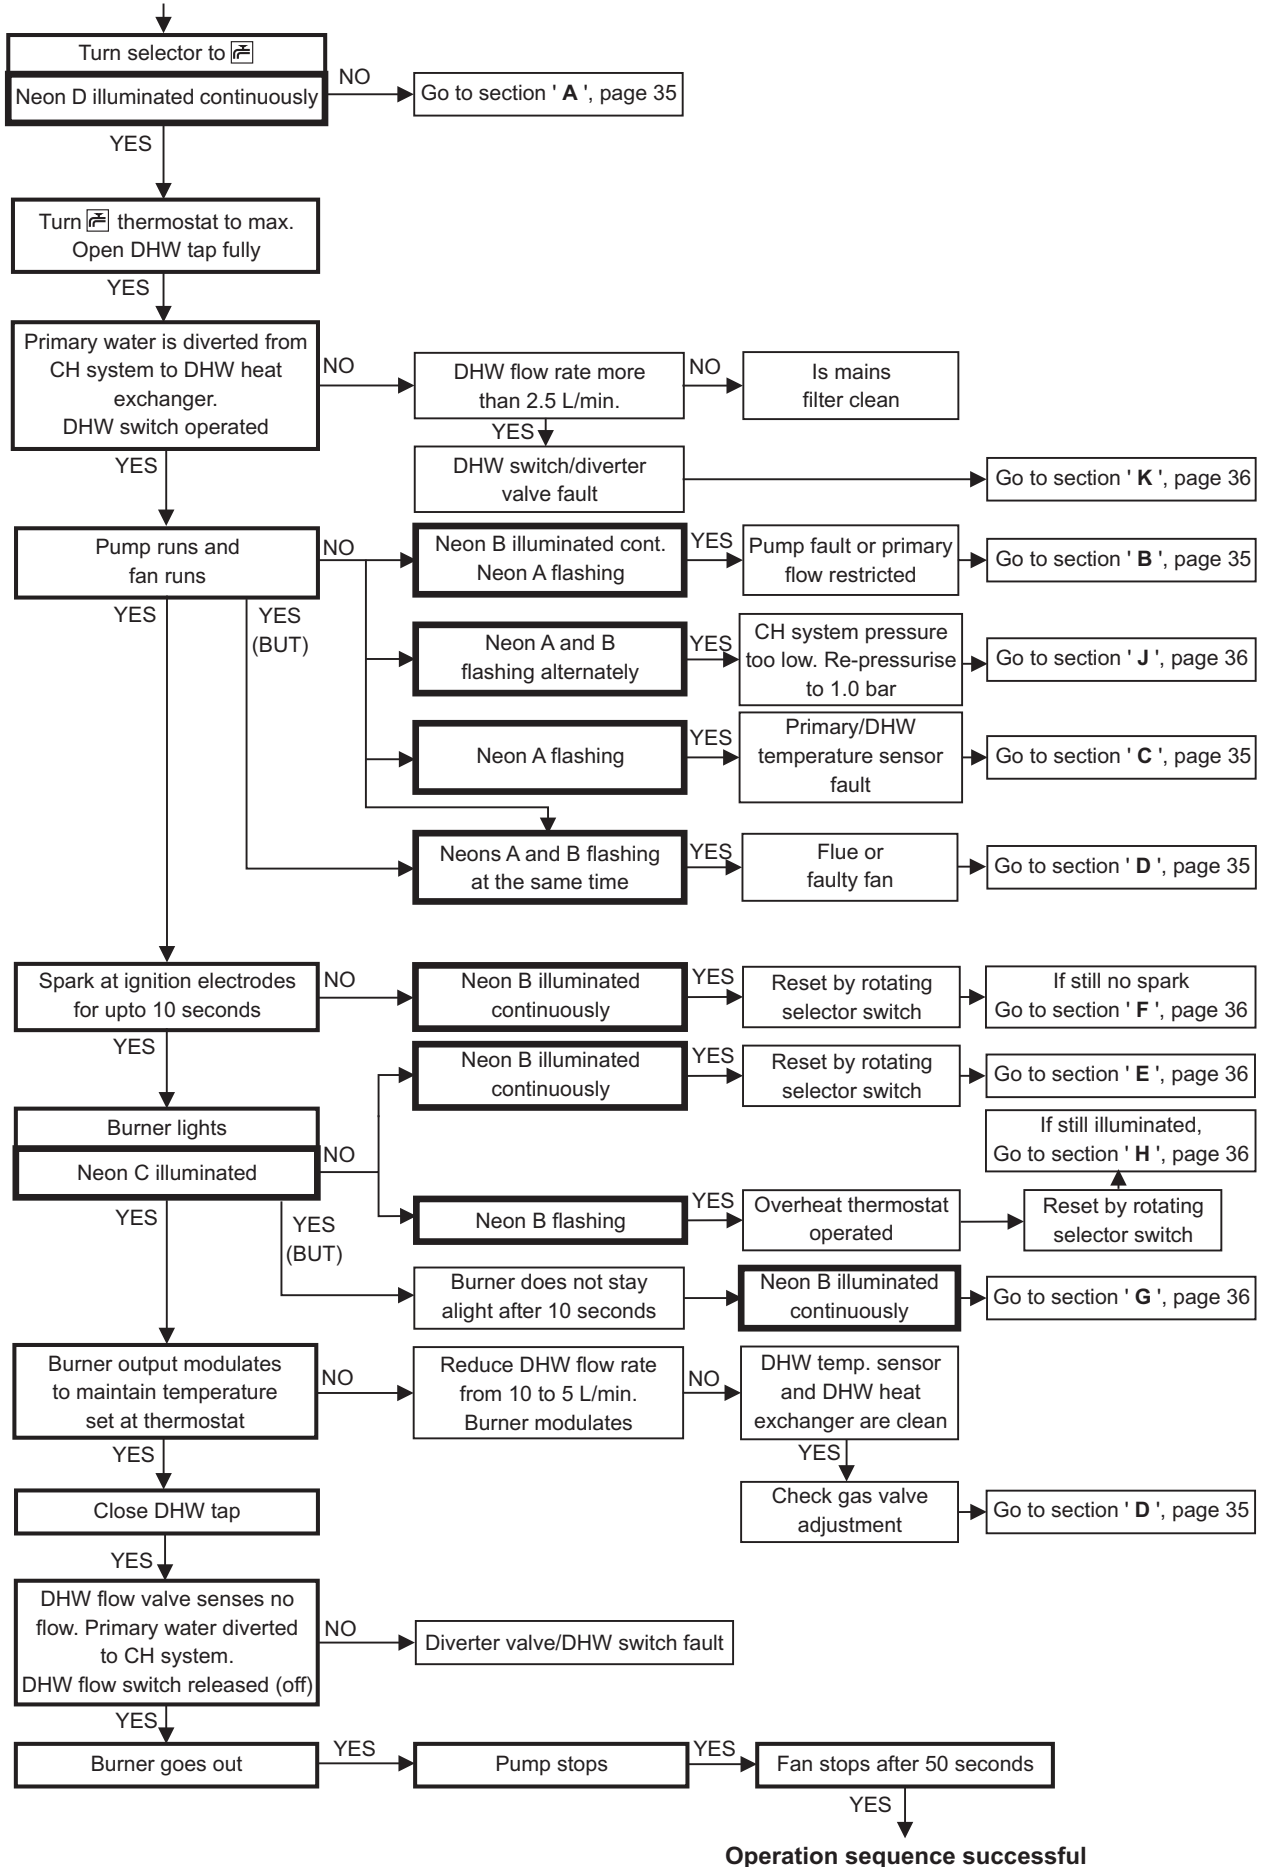 Turn selector to
Neon D illuminated continuously
NO
Go to section ' A ', page 35
YES
Turn thermostat to max.
Open DHW tap fully
YES
Primary water is diverted from
CH system to DHW heat
exchanger.
DHW switch operated
NO
DHW flow rate more
than 2.5 L/min.
NO
Is mains
filter clean
YES
DHW switch/diverter
valve fault
Go to section ' K ', page 36
YES
Pump runs and
fan runs
NO
Neon B illuminated cont.
Neon A flashing
YES
Pump fault or primary
flow restricted
Go to section ' B ', page 35
YES
YES
(BUT)
Neon A and B
flashing alternately
YES
CH system pressure
too low. Re-pressurise
to 1.0 bar
Go to section ' J ', page 36
Neon A flashing
YES
Primary/DHW
temperature sensor
fault
Go to section ' C ', page 35
Neons A and B flashing
at the same time
YES
Flue or
faulty fan
Go to section ' D ', page 35
Spark at ignition electrodes
for upto 10 seconds
NO
Neon B illuminated
continuously
YES
Reset by rotating
selector switch
If still no spark
Go to section ' F ', page 36
YES
Neon B illuminated
continuously
YES
Reset by rotating
selector switch
Go to section ' E ', page 36
Burner lights
Neon C illuminated
NO
If still illuminated,
Go to section ' H ', page 36
Neon B flashing
YES
Overheat thermostat
operated
Reset by rotating
selector switch
YES
YES
(BUT)
Burner does not stay
alight after 10 seconds
Neon B illuminated
continuously
Go to section ' G ', page 36
Burner output modulates
to maintain temperature
set at thermostat
NO
Reduce DHW flow rate
from 10 to 5 L/min.
Burner modulates
NO
DHW temp. sensor
and DHW heat
exchanger are clean
YES
YES
Check gas valve
adjustment
Go to section ' D ', page 35
Close DHW tap
YES
DHW flow valve senses no
flow. Primary water diverted
to CH system.
DHW flow switch released (off)
NO
Diverter valve/DHW switch fault
YES
Burner goes out
YES
Pump stops
YES
Fan stops after 50 seconds
YES
Operation sequence successful